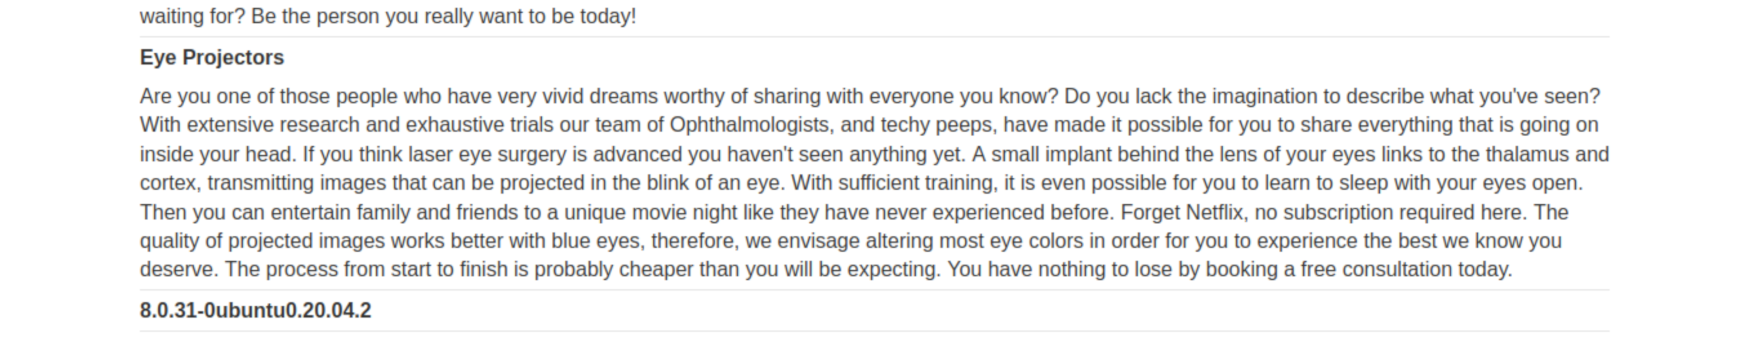 waiting for? Be the person you really want to be today!
Eye Projectors
Are you one of those people who have very vivid dreams worthy of sharing with everyone you know? Do you lack the imagination to describe what you've seen?
With extensive research and exhaustive trials our team of Ophthalmologists, and techy peeps, have made it possible for you to share everything that is going on
inside your head. If you think laser eye surgery is advanced you haven't seen anything yet. A small implant behind the lens of your eyes links to the thalamus and
cortex, transmitting images that can be projected in the blink of an eye. With sufficient training, it is even possible for you to learn to sleep with your eyes open.
Then you can entertain family and friends to a unique movie night like they have never experienced before. Forget Netflix, no subscription required here. The
quality of projected images works better with blue eyes, therefore, we envisage altering most eye colors in order for you to experience the best we know you
deserve. The process from start to finish is probably cheaper than you will be expecting. You have nothing to lose by booking a free consultation today.
8.0.31-0ubuntu0.20.04.2